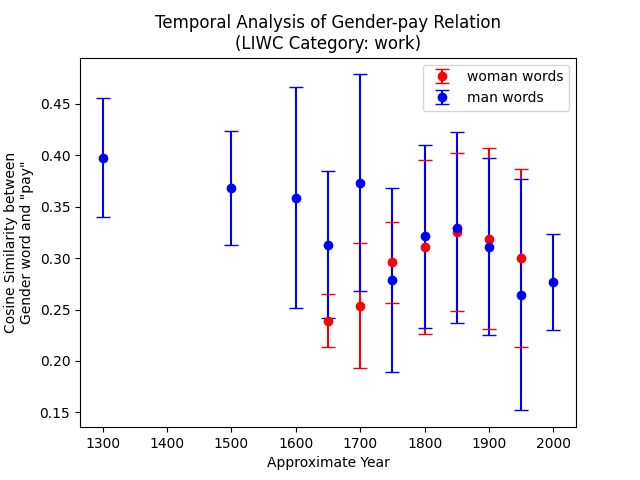 Temporal Analysis of Gender-pay Relation
(LIWC Category: work)
woman words
man words
Cosine Similarity between
Gender word and "pay"
0.45
0.40
0.35
0.30
0.25
0.20
0.15
1300 1400 1500 1600 1700 1800 1900 2000
Approximate Year